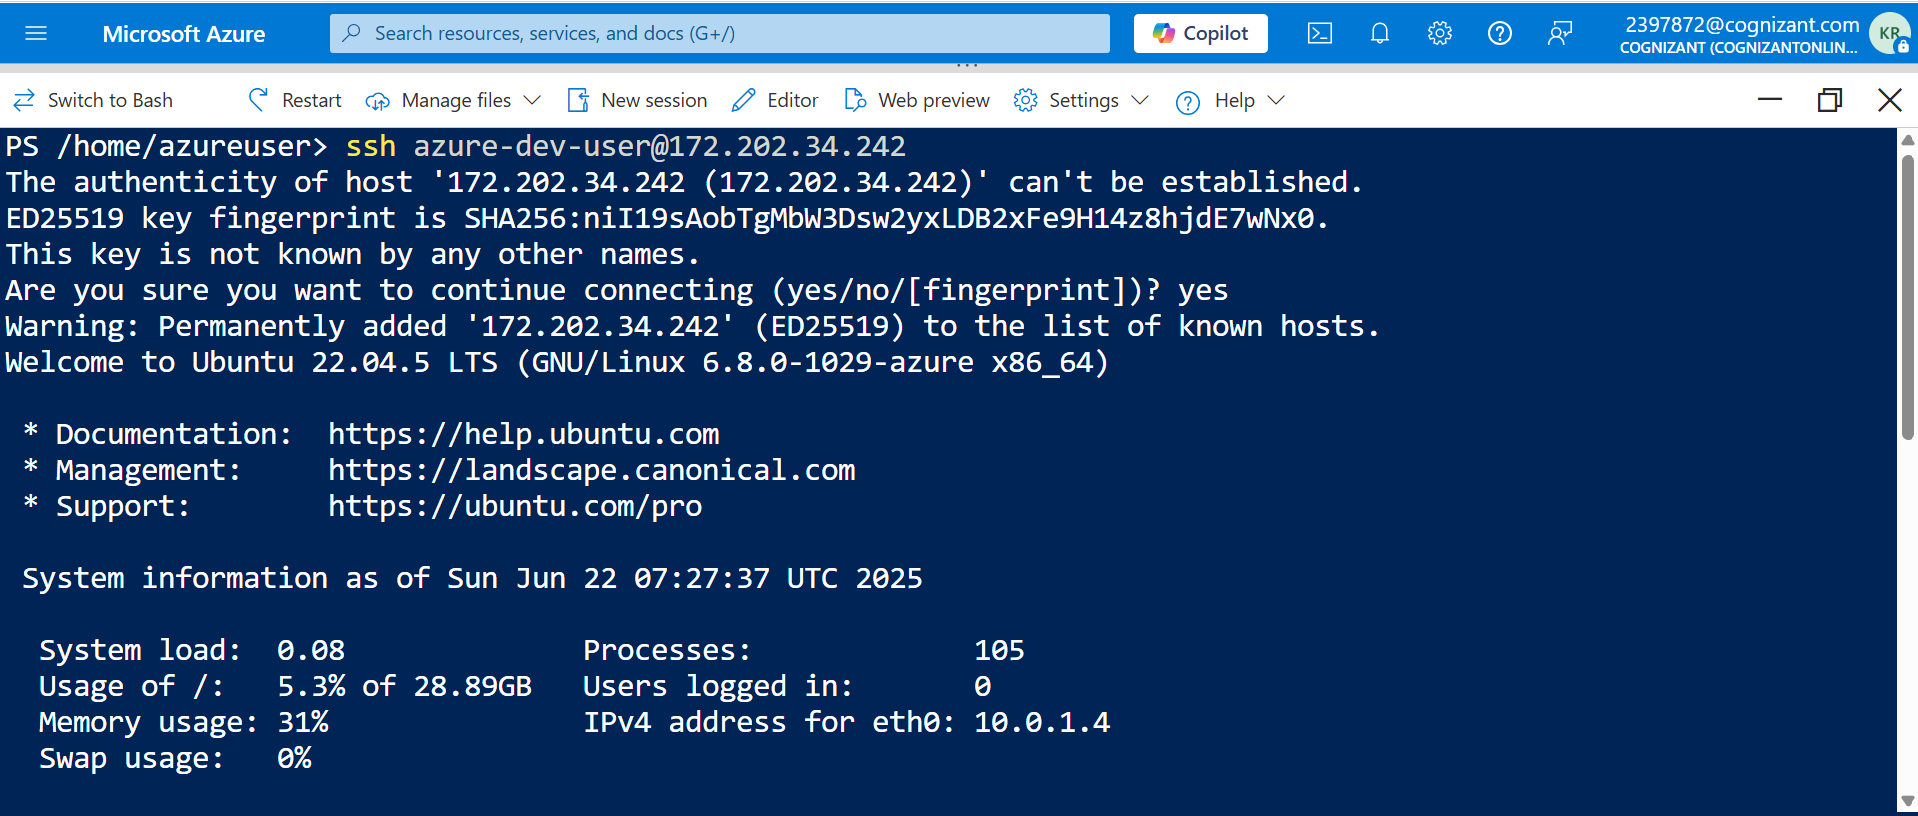 Microsoft Azure
Search resources, services, and docs (G+/)
Copilot
2397872@cognizant.com
COGNIZANT (COGNIZANTONLIN...
KR
Switch to Bash
Restart
Manage files
New session
Editor
Web preview
Settings
Help
PS /home/azureuser> ssh azure-dev-user@172.202.34.242
The authenticity of host '172.202.34.242 (172.202.34.242)' can't be established.
ED25519 key fingerprint is SHA256:niI19sAobTgMbW3Dsw2yxLDB2xFe9H14z8hjdE7wNx0.
This key is not known by any other names.
Are you sure you want to continue connecting (yes/no/[fingerprint])? yes
Warning: Permanently added '172.202.34.242' (ED25519) to the list of known hosts.
Welcome to Ubuntu 22.04.5 LTS (GNU/Linux 6.8.0-1029-azure x86_64)
* Documentation:  https://help.ubuntu.com
* Management:     https://landscape.canonical.com
* Support:        https://ubuntu.com/pro
System information as of Sun Jun 22 07:27:37 UTC 2025
System load:  0.08              Processes:             105
Usage of /:   5.3% of 28.89GB   Users logged in:       0
Memory usage: 31%               IPv4 address for eth0: 10.0.1.4
Swap usage:   0%